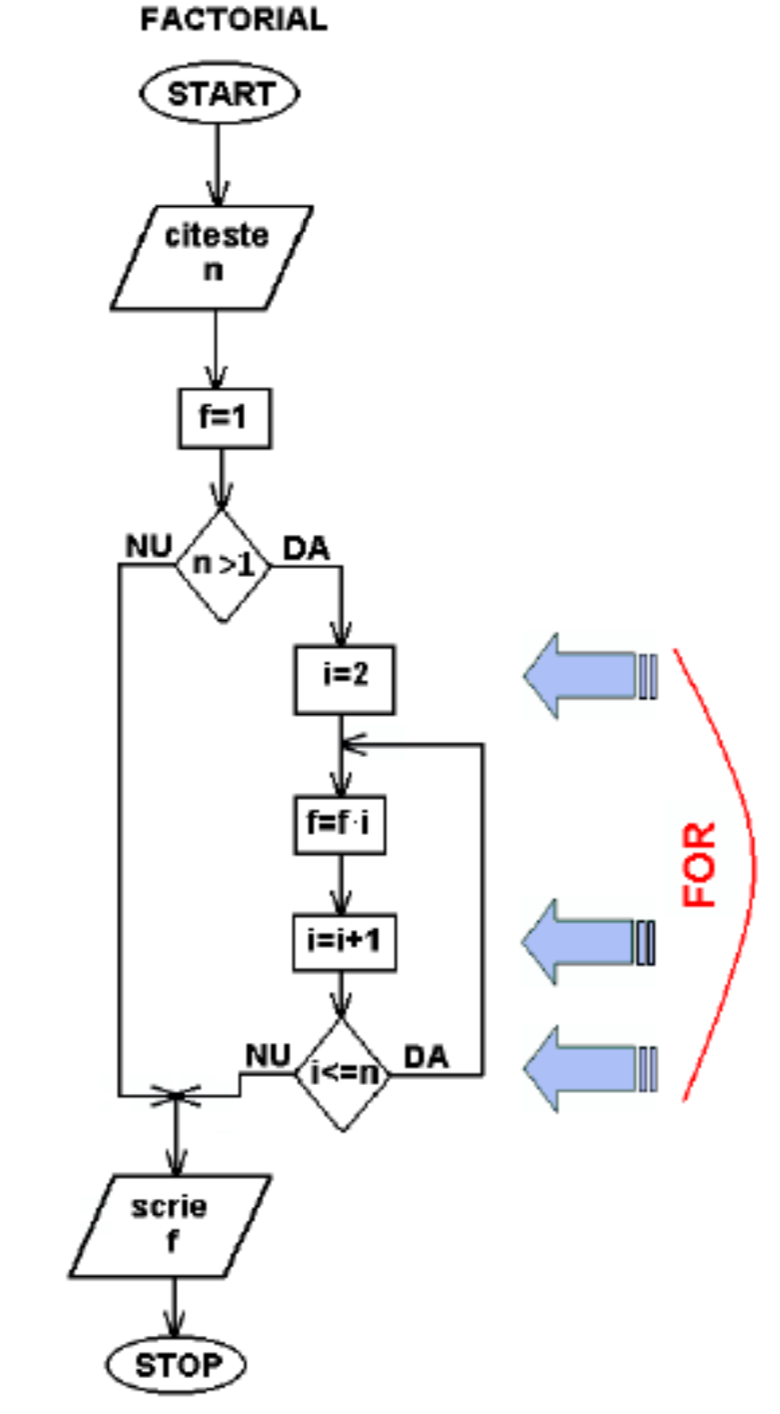 FACTORIAL
START
citeste
n
f=1
NU
n >1
DA
i=2
f=f·i
i=i+1
FOR
NU
i<=n
DA
scrie
f
STOP